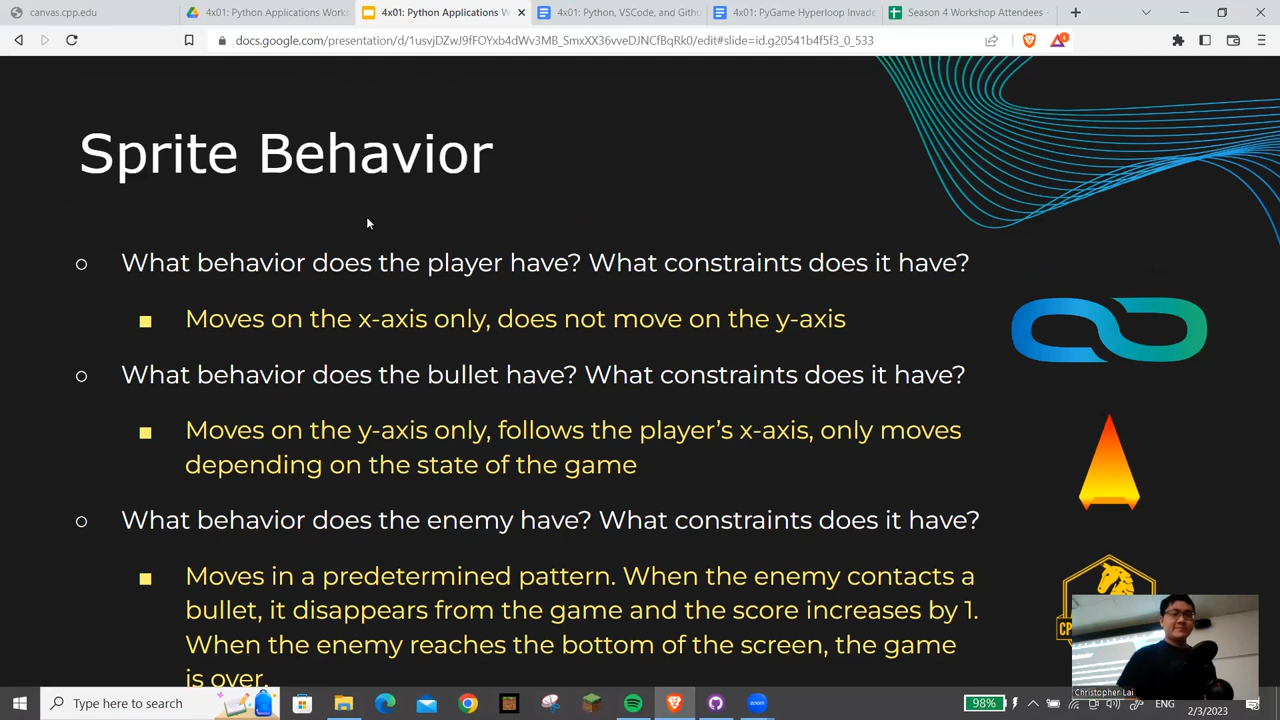 canvas.cpp.edu
4x01: Python Applications Works
4x01: Python Applications W
4x01: Python, VSCode, and Githu
4x01: PyGame Hyperloop Invade
Season 4 Workshop Attendees -
docs.google.com/presentation/d/1usvjDZwJ9fFOYxb4dWv3MB_SmxXX36vveDJNCfBqRk0/edit#slide=id.g20541b4f5f3_0_533
Sprite Behavior
What behavior does the player have? What constraints does it have?
Moves on the x-axis only, does not move on the y-axis
What behavior does the bullet have? What constraints does it have?
Moves on the y-axis only, follows the player’s x-axis, only moves
depending on the state of the game
What behavior does the enemy have? What constraints does it have?
Moves in a predetermined pattern. When the enemy contacts a
bullet, it disappears from the game and the score increases by 1.
When the enemy reaches the bottom of the screen, the game
is over.
CP
Christopher Lai
Type here to search
98%
ENG
2/3/2023